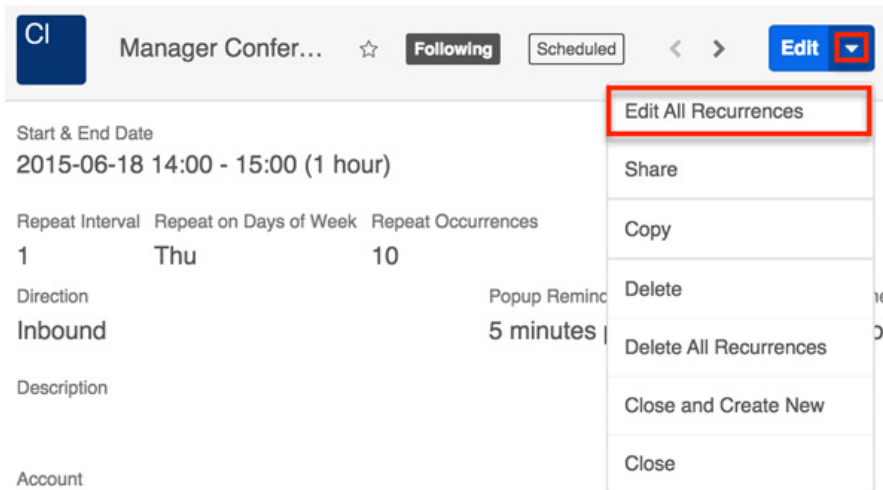 CI
Manager Confer... Following Scheduled Edit
Edit All Recurrences
Start & End Date
2015-06-18 14:00 - 15:00 (1 hour)
Share
Repeat Interval Repeat on Days of Week Repeat Occurrences
Copy
1 Thu 10
Direction Popup Remind
Delete
Inbound 5 minutes
Delete All Recurrences
Description
Close and Create New
Close
Account